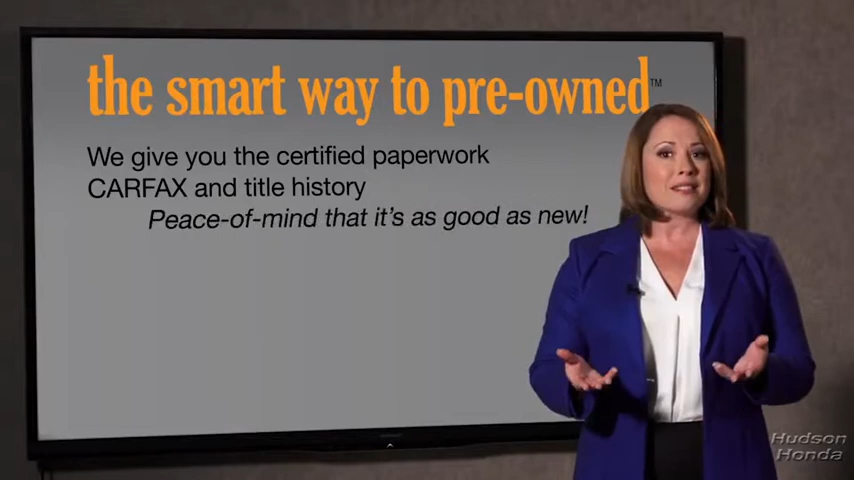 the smart way to pre-owned™
We give you the certified paperwork
CARFAX and title history
Peace-of-mind that it's as good as new!
Hudson
Honda